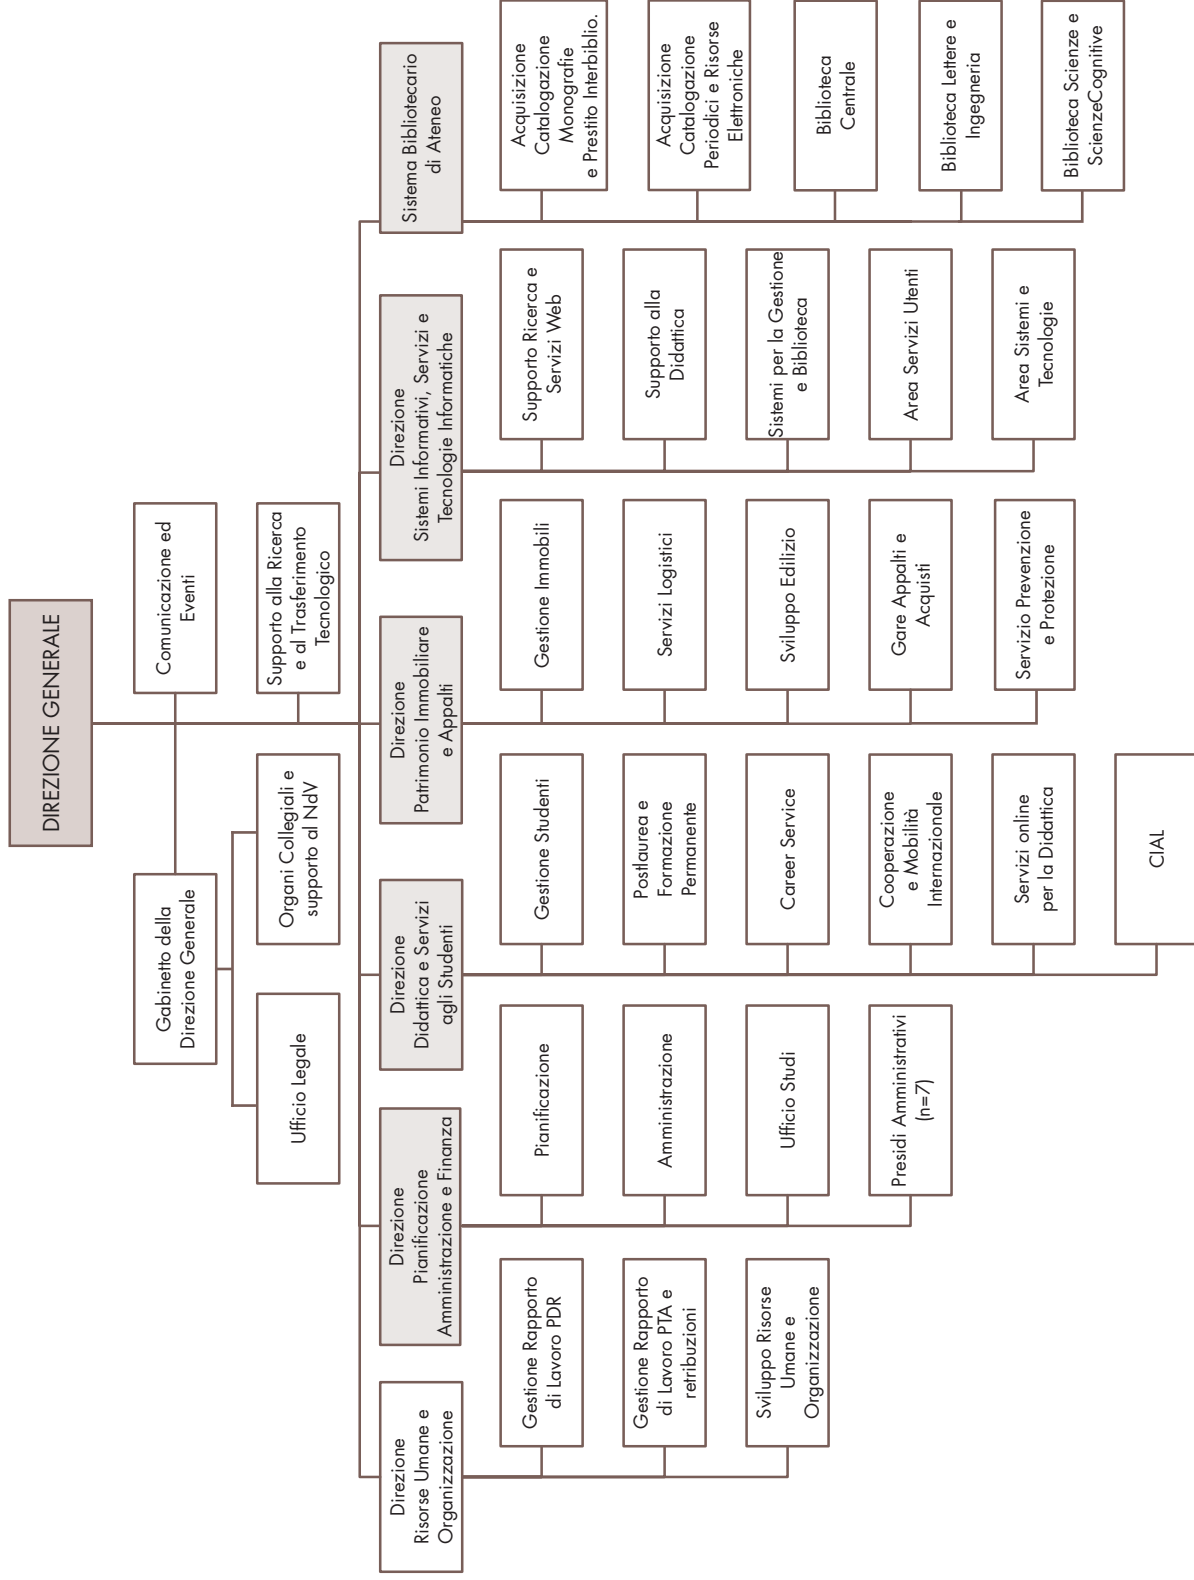 DIREZIONE GENERALE
Gabinetto della
Direzione Generale
Comunicazione ed
Eventi
Ufficio Legale
Organi Collegiali e
supporto al NdV
Supporto alla Ricerca
e al Trasferimento
Tecnologico
Direzione
Risorse Umane e
Organizzazione
Gestione Rapporto
di Lavoro PDR
Gestione Rapporto
di Lavoro PTA e
retribuzioni
Sviluppo Risorse
Umane e
Organizzazione
Direzione
Pianificazione
Amministrazione e Finanza
Pianificazione
Amministrazione
Ufficio Studi
Presidi Amministrativi
(n=7)
Direzione
Didattica e Servizi
agli Studenti
Gestione Studenti
Postlaurea e
Formazione
Permanente
Career Service
Cooperazione
e Mobilità
Internazionale
Servizi online
per la Didattica
CIAL
Direzione
Patrimonio Immobiliare
e Appalti
Gestione Immobili
Servizi Logistici
Sviluppo Edilizio
Gare Appalti e
Acquisti
Servizio Prevenzione
e Protezione
Direzione
Sistemi Informativi, Servizi e
Tecnologie Informatiche
Supporto Ricerca e
Servizi Web
Supporto alla
Didattica
Sistemi per la Gestione
e Biblioteca
Area Servizi Utenti
Area Sistemi e
Tecnologie
Sistema Bibliotecario
di Ateneo
Acquisizione
Catalogazione
Monografie
e Prestito Interbiblio.
Acquisizione
Catalogazione
Periodici e Risorse
Elettroniche
Biblioteca
Centrale
Biblioteca Lettere e
Ingegneria
Biblioteca Scienze e
ScienzeCognitive